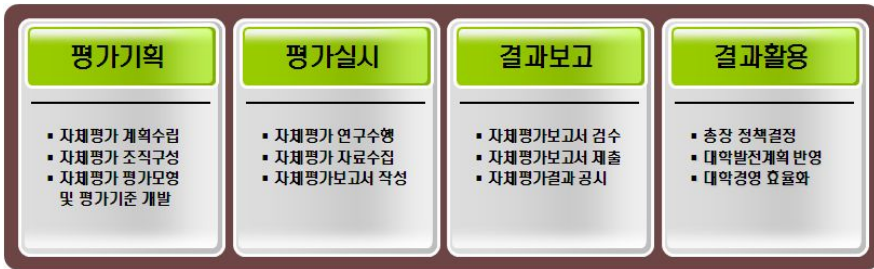 평가기획
▪ 자체평가 계획수립
▪ 자체평가 조직구성
▪ 자체평가 평가모영
및 평가기준 개발
평가실시
▪ 자체평가 연구수행
▪ 자체평가 자료수집
▪ 자체평가보고서 작성
결과보고
▪ 자체평가보고서 검수
▪ 자체평가보고서 제출
▪ 자체평가결과 공시
결과활용
▪ 총장 정책결정
▪ 대학발전계획 반영
▪ 대학경영 효율화